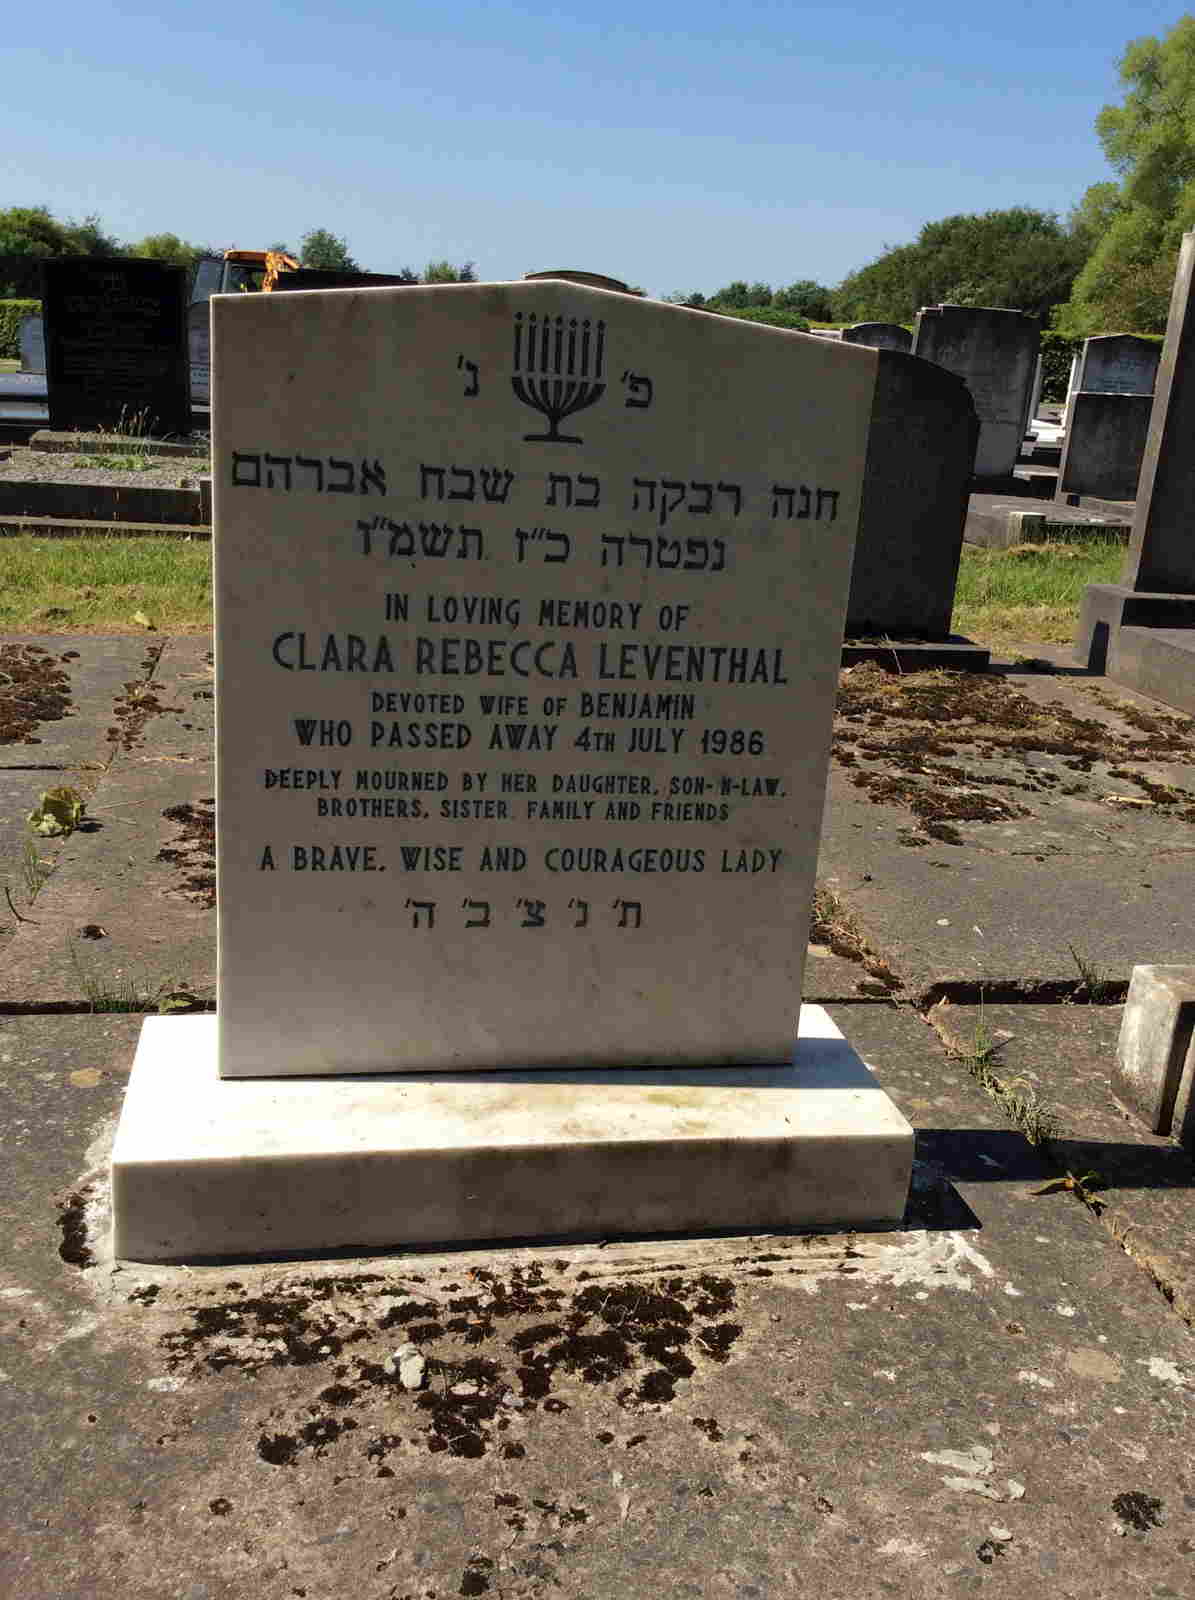 פ' נ'
חנה רבקה בת שבח אברהם
נפטרה כ"ז תשמ"ו
IN LOVING MEMORY OF
CLARA REBECCA LEVENTHAL
DEVOTED WIFE OF BENJAMIN
WHO PASSED AWAY 4TH JULY 1986
DEEPLY MOURNED BY HER DAUGHTER, SON-N-LAW,
BROTHERS, SISTER, FAMILY AND FRIENDS
A BRAVE, WISE AND COURAGEOUS LADY
ת' נ' צ' ב' ה'